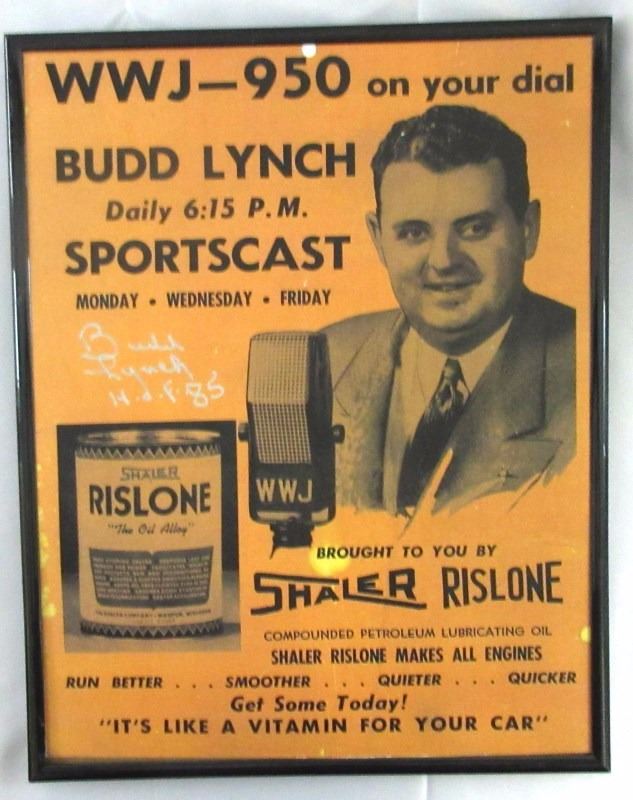 WWJ—950 on your dial
BUDD LYNCH
Daily 6:15 P.M.
SPORTSCAST
MONDAY • WEDNESDAY • FRIDAY
Budd
Lynch
H.O.F. 85
WWJ
SHALER
RISLONE
"The Oil Alloy"
BROUGHT TO YOU BY
SHALER RISLONE
COMPOUNDED PETROLEUM LUBRICATING OIL
SHALER RISLONE MAKES ALL ENGINES
RUN BETTER . . . SMOOTHER . . . QUIETER . . . QUICKER
Get Some Today!
"IT'S LIKE A VITAMIN FOR YOUR CAR"